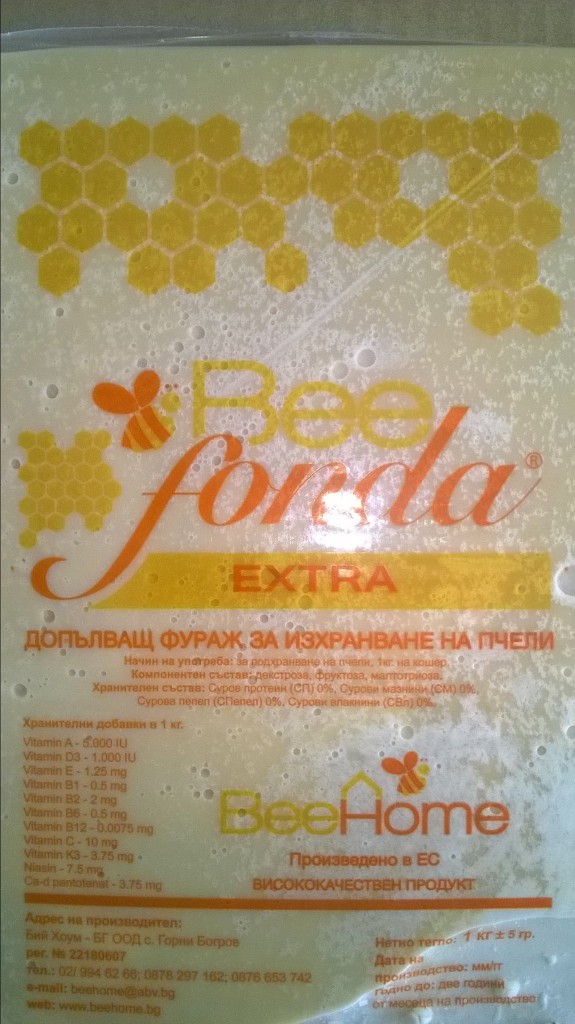 Bee
fonda®
EXTRA
ДОПЪЛВАЩ ФУРАЖ ЗА ИЗХРАНВАНЕ НА ПЧЕЛИ
Начин на употреба: за подхранване на пчели, 1кг. на кошер.
Компонентен състав: декстроза, фруктоза, малтотриоза.
Хранителен състав: Суров протеин (СП) 0%, Сурови мазнини (СМ) 0%,
Сурова пепел (СПепел) 0%, Сурови влакнини (СВл) 0%.
Хранителни добавки в 1 кг.
Vitamin A - 5.000 IU
Vitamin D3 - 1.000 IU
Vitamin E - 1.25 mg
Vitamin B1 - 0.5 mg
Vitamin B2 - 2 mg
Vitamin B6 - 0.5 mg
Vitamin B12 - 0.0075 mg
Vitamin C - 10 mg
Vitamin K3 - 3.75 mg
Niasin - 7.5 mg
Ca-d pantotenat - 3.75 mg
BeeHome
Произведено в ЕС
ВИСОКОКАЧЕСТВЕН ПРОДУКТ
Адрес на производител:
Бий Хоум - БГ ООД с. Горни Богров
рег. № 22180607
тел.: 02/ 994 62 66; 0878 297 162; 0876 653 742
e-mail: beehome@abv.bg
web: www.beehome.bg
Нетно тегло: 1 КГ ± 5 гр.
Дата на
производство: мм/гг
годно до: две години
от месеца на производство